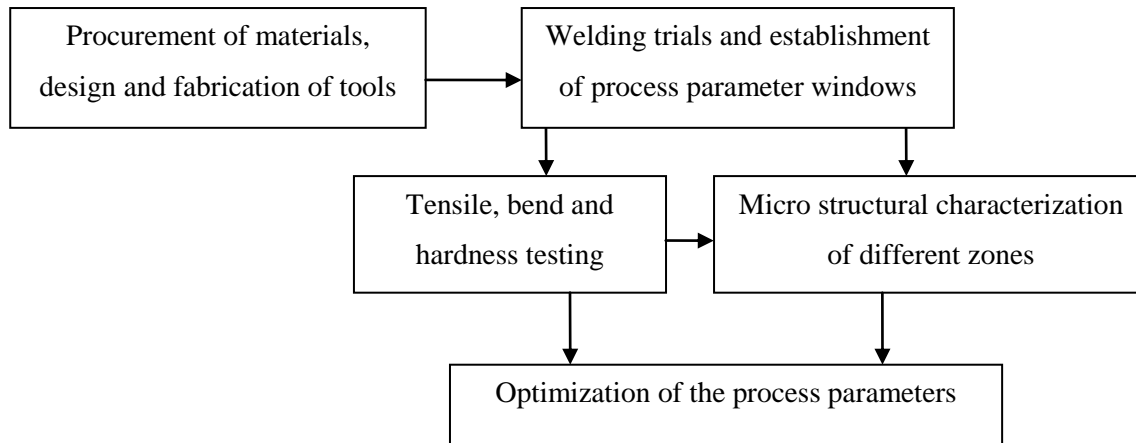 Procurement of materials,
design and fabrication of tools
Welding trials and establishment
of process parameter windows
Tensile, bend and
hardness testing
Micro structural characterization
of different zones
Optimization of the process parameters